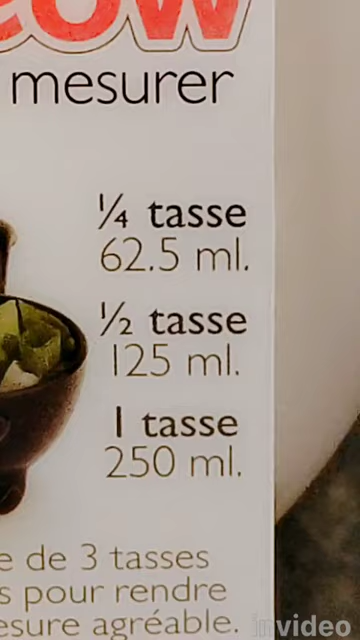 mesurer
¼ tasse
62.5 ml.
½ tasse
125 ml.
1 tasse
250 ml.
de 3 tasses
pour rendre
agréable.
invideo